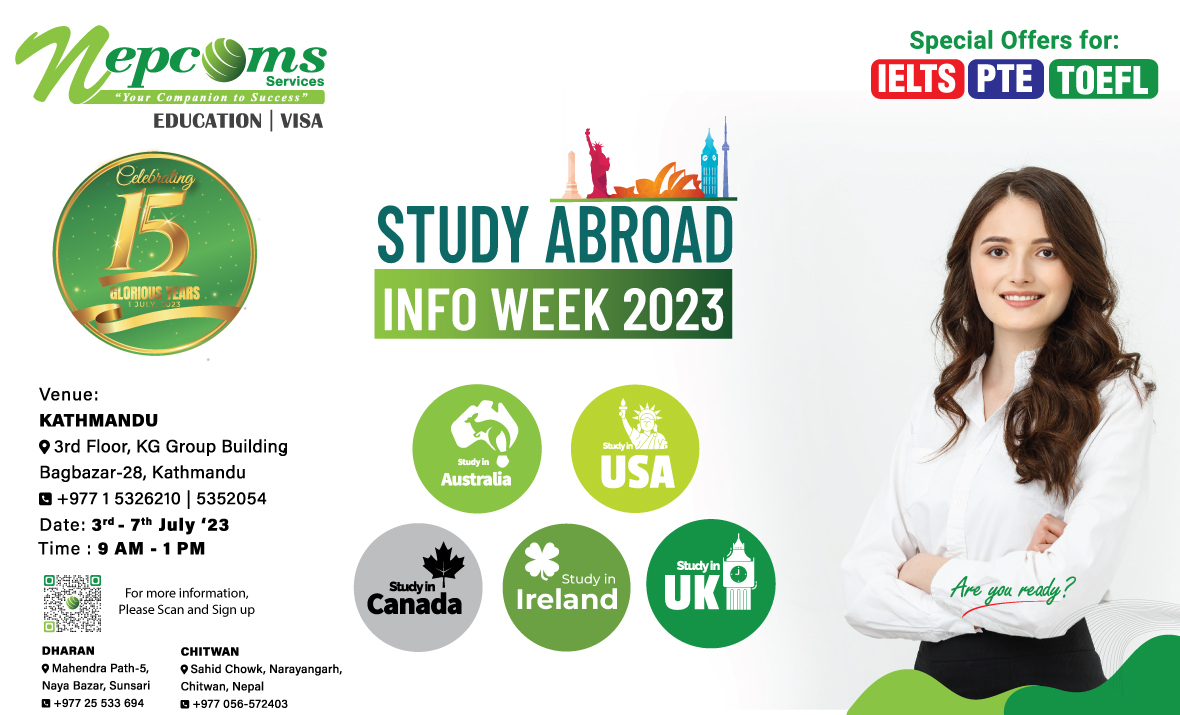 Nepcoms
Services
"Your Companion to Success"
EDUCATION | VISA
Special Offers for:
IELTS PTE TOEFL
Celebrating
15
GLORIOUS YEARS
1 JULY, 2023
STUDY ABROAD
INFO WEEK 2023
Venue:
KATHMANDU
3rd Floor, KG Group Building
Bagbazar-28, Kathmandu
+977 1 5326210 | 5352054
Date: 3rd - 7th July ‘23
Time : 9 AM - 1 PM
For more information,
Please Scan and Sign up
DHARAN
Mahendra Path-5,
Naya Bazar, Sunsari
+977 25 533 694
CHITWAN
Sahid Chowk, Narayangarh,
Chitwan, Nepal
+977 056-572403
Study in
Australia
Study in
USA
Study in
Canada
Study in
Ireland
Study in
UK
Are you ready?